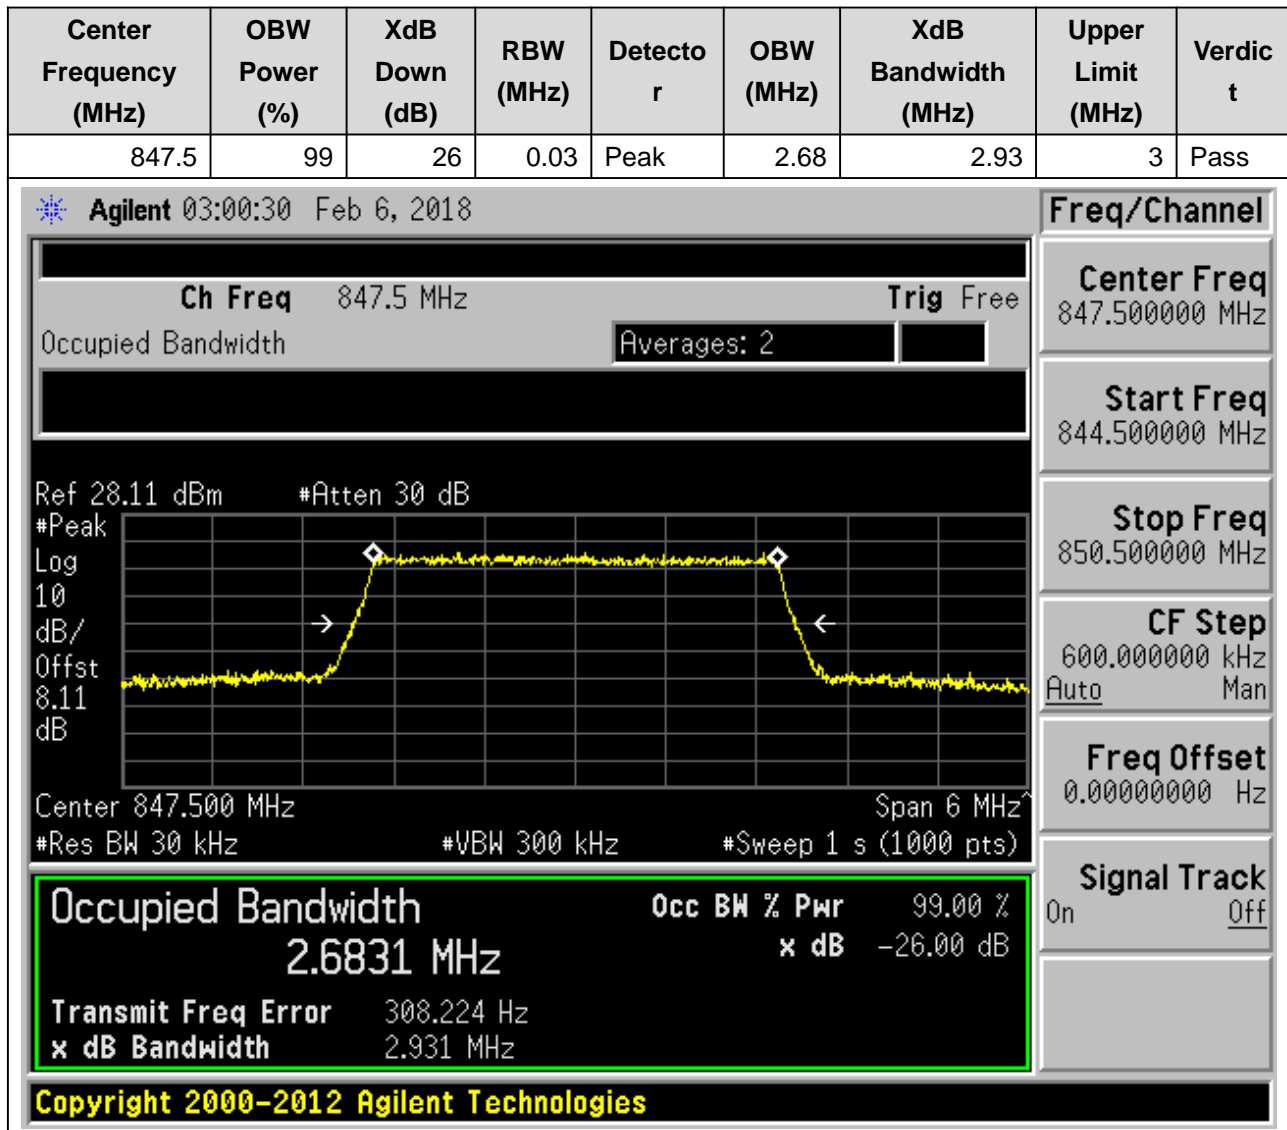 Center Frequency (MHz) OBW Power (%) XdB Down (dB) RBW (MHz) Detector OBW (MHz) XdB Bandwidth (MHz) Upper Limit (MHz) Verdict
847.5 99 26 0.03 Peak 2.68 2.93 3 Pass
Agilent 03:00:30 Feb 6, 2018
Freq/Channel
Ch Freq 847.5 MHz Trig Free
Occupied Bandwidth Averages: 2
Center Freq
847.500000 MHz
Start Freq
844.500000 MHz
Stop Freq
850.500000 MHz
CF Step
600.000000 kHz
Auto Man
Freq Offset
0.00000000 Hz
Signal Track
On Off
Ref 28.11 dBm #Atten 30 dB
#Peak
Log
10
dB/
Offst
8.11
dB
Center 847.500 MHz Span 6 MHz^
#Res BW 30 kHz #VBW 300 kHz #Sweep 1 s (1000 pts)
Occupied Bandwidth Occ BW % Pwr 99.00 %
2.6831 MHz x dB -26.00 dB
Transmit Freq Error 308.224 Hz
x dB Bandwidth 2.931 MHz
Copyright 2000-2012 Agilent Technologies